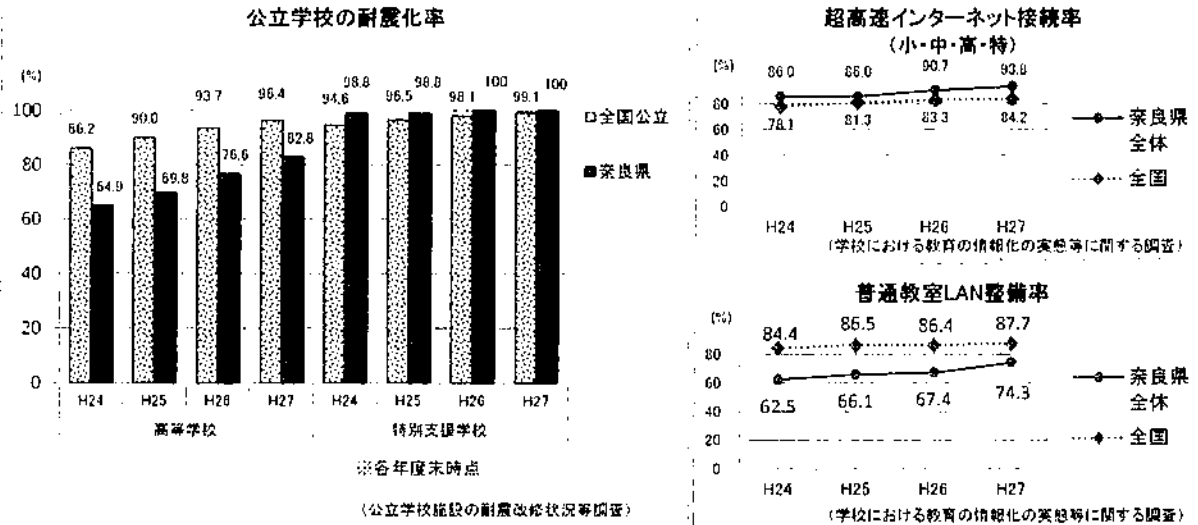 公立学校の耐震化率
(%)
100
80
60
40
20
0
86.2
64.9
90.0
69.8
93.7
76.6
96.4
82.8
94.6
98.8
96.5
98.8
98.1
100
99.1
100
H24
H25
H26
H27
H24
H25
H26
H27
高等学校
特別支援学校
全国公立
奈良県
※各年度末時点
(公立学校施設の耐震改修状況等調査)
超高速インターネット接続率
(小・中・高・特)
(%)
80
60
40
20
0
86.0
86.0
90.7
93.8
78.1
81.3
83.3
84.2
H24
H25
H26
H27
奈良県
全体
全国
(学校における教育の情報化の実態等に関する調査)
普通教室LAN整備率
(%)
80
60
40
20
0
84.4
86.5
86.4
87.7
62.5
66.1
67.4
74.3
H24
H25
H26
H27
奈良県
全体
全国
(学校における教育の情報化の実態等に関する調査)